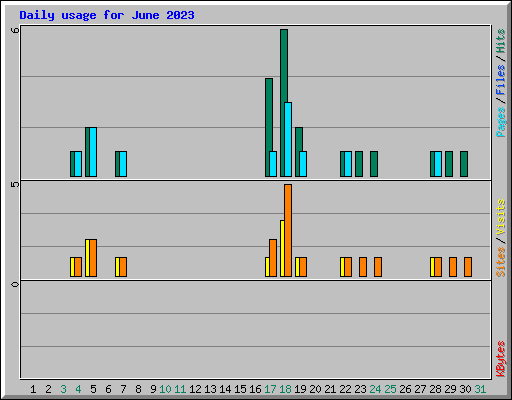 Daily usage for June 2023
6
5
0
Pages / Files / Hits
Sites / Visits
KBytes
1 2 3 4 5 6 7 8 9 10 11 12 13 14 15 16 17 18 19 20 21 22 23 24 25 26 27 28 29 30 31